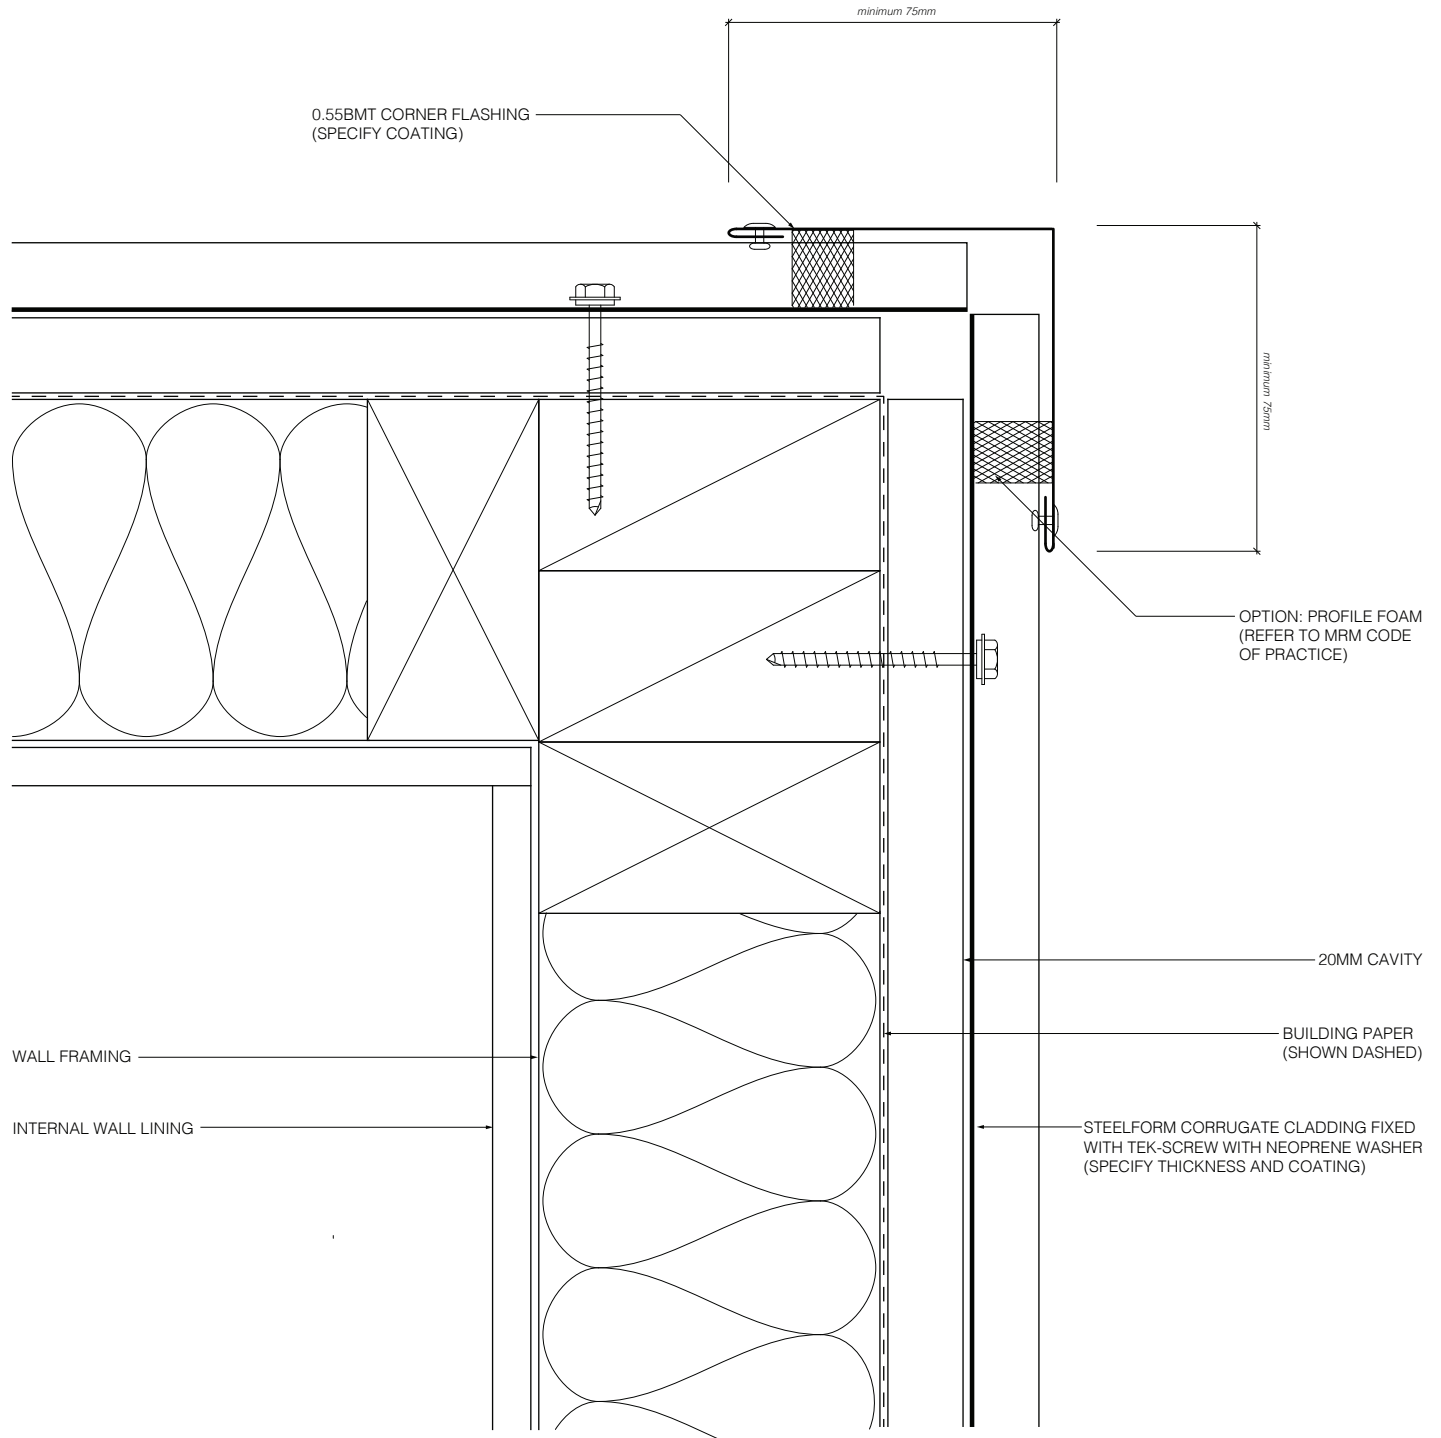 minimum 75mm
0.55BMT CORNER FLASHING
(SPECIFY COATING)
minimum 75mm
OPTION: PROFILE FOAM
(REFER TO MRM CODE
OF PRACTICE)
20MM CAVITY
BUILDING PAPER
(SHOWN DASHED)
WALL FRAMING
INTERNAL WALL LINING
STEELFORM CORRUGATE CLADDING FIXED
WITH TEK-SCREW WITH NEOPRENE WASHER
(SPECIFY THICKNESS AND COATING)